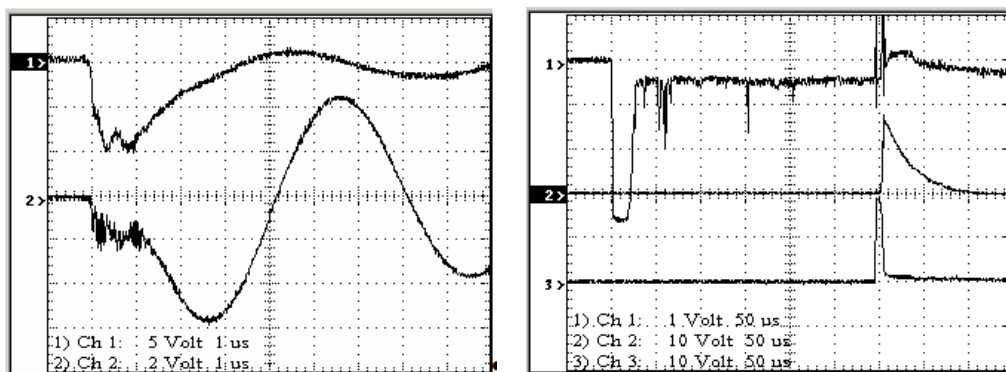 1>
2>
1) Ch 1: 5 Volt 1 us
2) Ch 2: 2 Volt 1 us
1>
2>
3>
1) Ch 1: 1 Volt 50 us
2) Ch 2: 10 Volt 50 us
3) Ch 3: 10 Volt 50 us